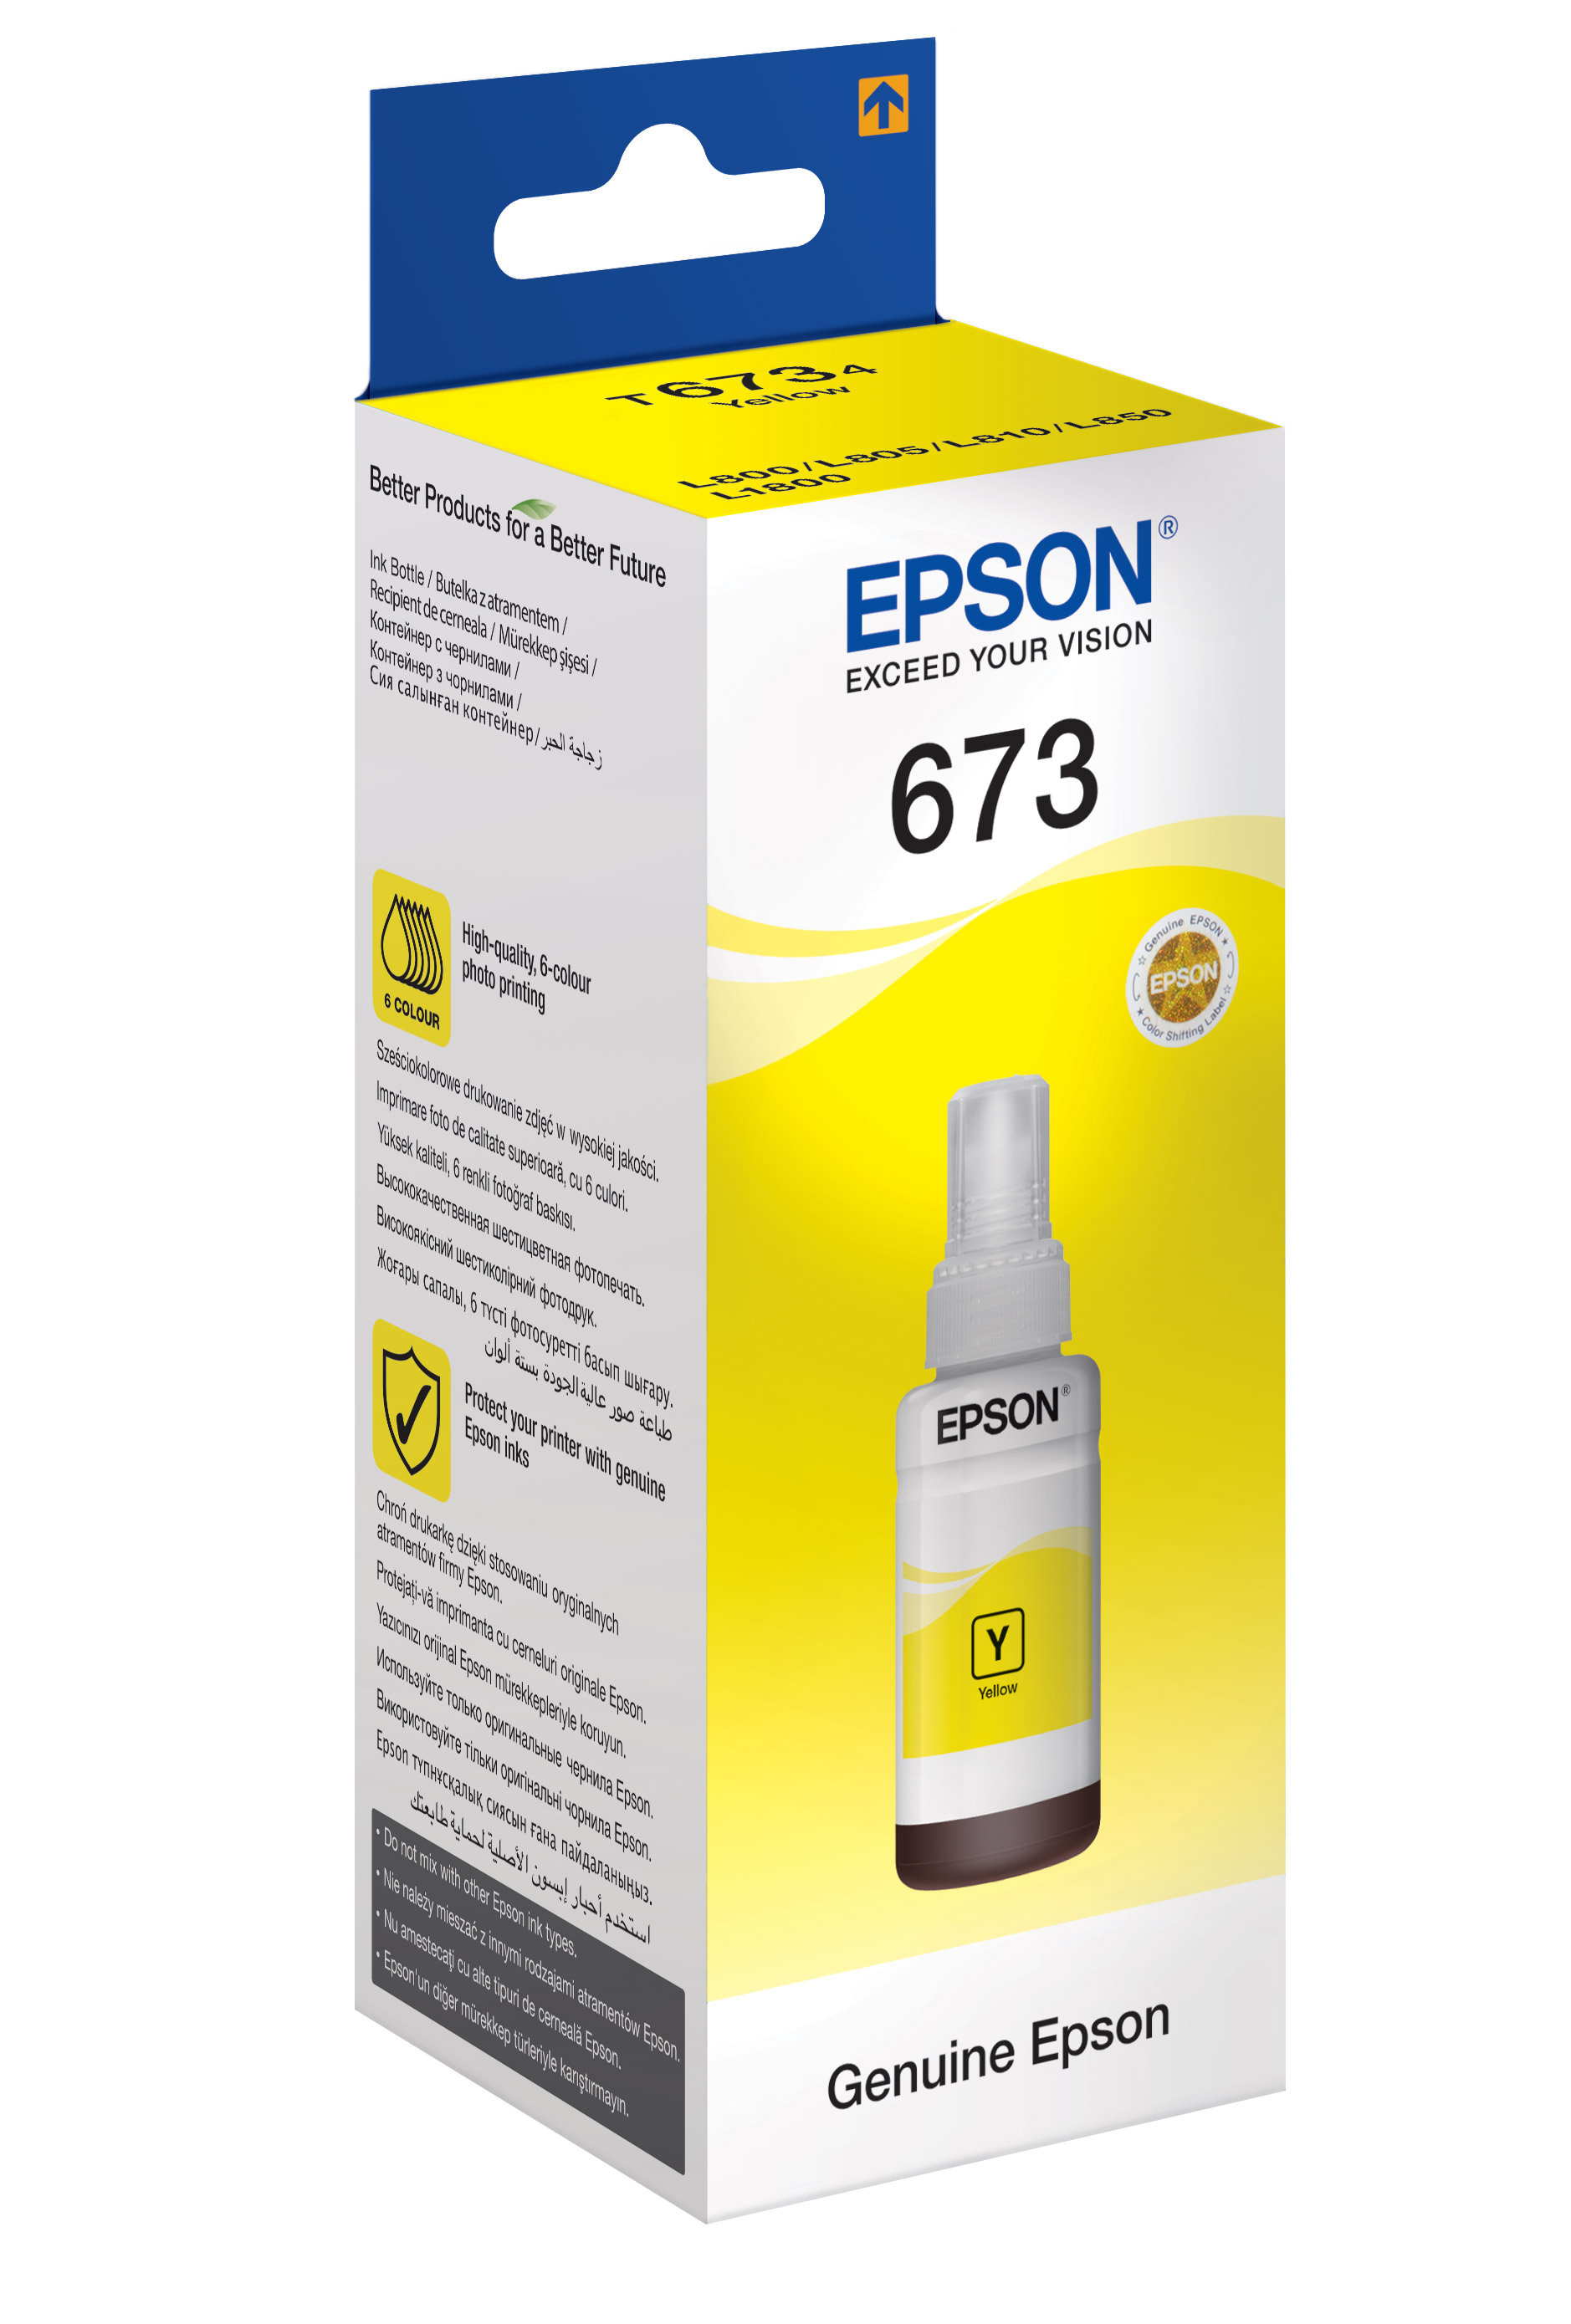 T6734
Yellow
L800/L805/L810/L850
L1800
Better Products for a Better Future
Ink Bottle / Butelka z atramentem /
Recipient de cerneala / Mürekkep şişesi /
Контейнер с чернилами /
Контейнер з чорнилами /
Сия салынған контейнер / زجاجة الحبر
6 COLOUR
High-quality, 6-colour
photo printing
Sześciokolorowe drukowanie zdjęć w wysokiej jakości.
Imprimare foto de calitate superioară, cu 6 culori.
Yüksek kaliteli, 6 renkli fotoğraf baskısı.
Высококачественная шестицветная фотопечать.
Високоякісний шестиколірний фотодрук.
Жоғары сапалы, 6 түсті фотосуретті басып шығару.
طباعة صور عالية الجودة بستة ألوان
Protect your printer with genuine
Epson inks
Chroń drukarkę dzięki stosowaniu oryginalnych
atramentów firmy Epson.
Protejaţi-vă imprimanta cu cerneluri originale Epson.
Yazıcınızı orijinal Epson mürekkepleriyle koruyun.
Используйте только оригинальные чернила Epson.
Використовуйте тільки оригінальні чорнила Epson.
Epson түпнұсқалық сиясын ғана пайдаланыңыз.
استخدم أحبار إبسون الأصلية لحماية طابعتك
• Do not mix with other Epson ink types.
• Nie należy mieszać z innymi rodzajami atramentów Epson.
• Nu amestecaţi cu alte tipuri de cerneală Epson.
• Epson'un diğer mürekkep türleriyle karıştırmayın.
EPSON®
EXCEED YOUR VISION
673
Genuine EPSON
EPSON
Color Shifting Label
EPSON®
Y
Yellow
Genuine Epson